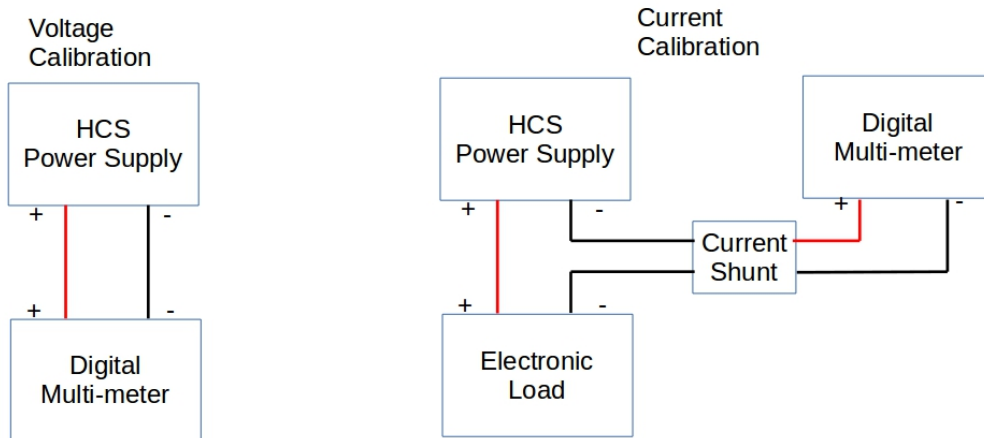 Voltage
Calibration
HCS
Power Supply
+ -
+ -
Digital
Multi-meter
Current
Calibration
HCS
Power Supply
+ -
Digital
Multi-meter
+ -
Current
Shunt
+ -
Electronic
Load